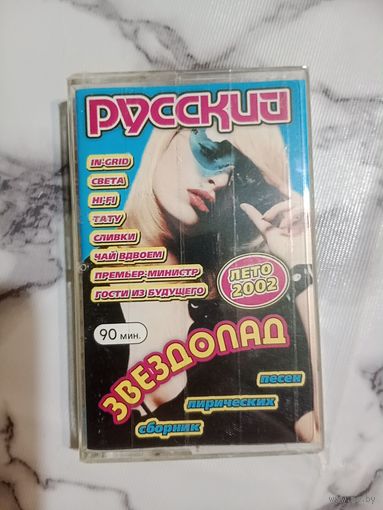 РУССКИЙ
IN-GRID
СВЕТА
HI-FI
ТАТУ
СЛИВКИ
ЧАЙ ВДВОЕМ
ПРЕМЬЕР-МИНИСТР
ГОСТИ ИЗ БУДУЩЕГО
ЛЕТО
2002
90 мин.
ЗВЕЗДОПАД
песен
лирических
сборник